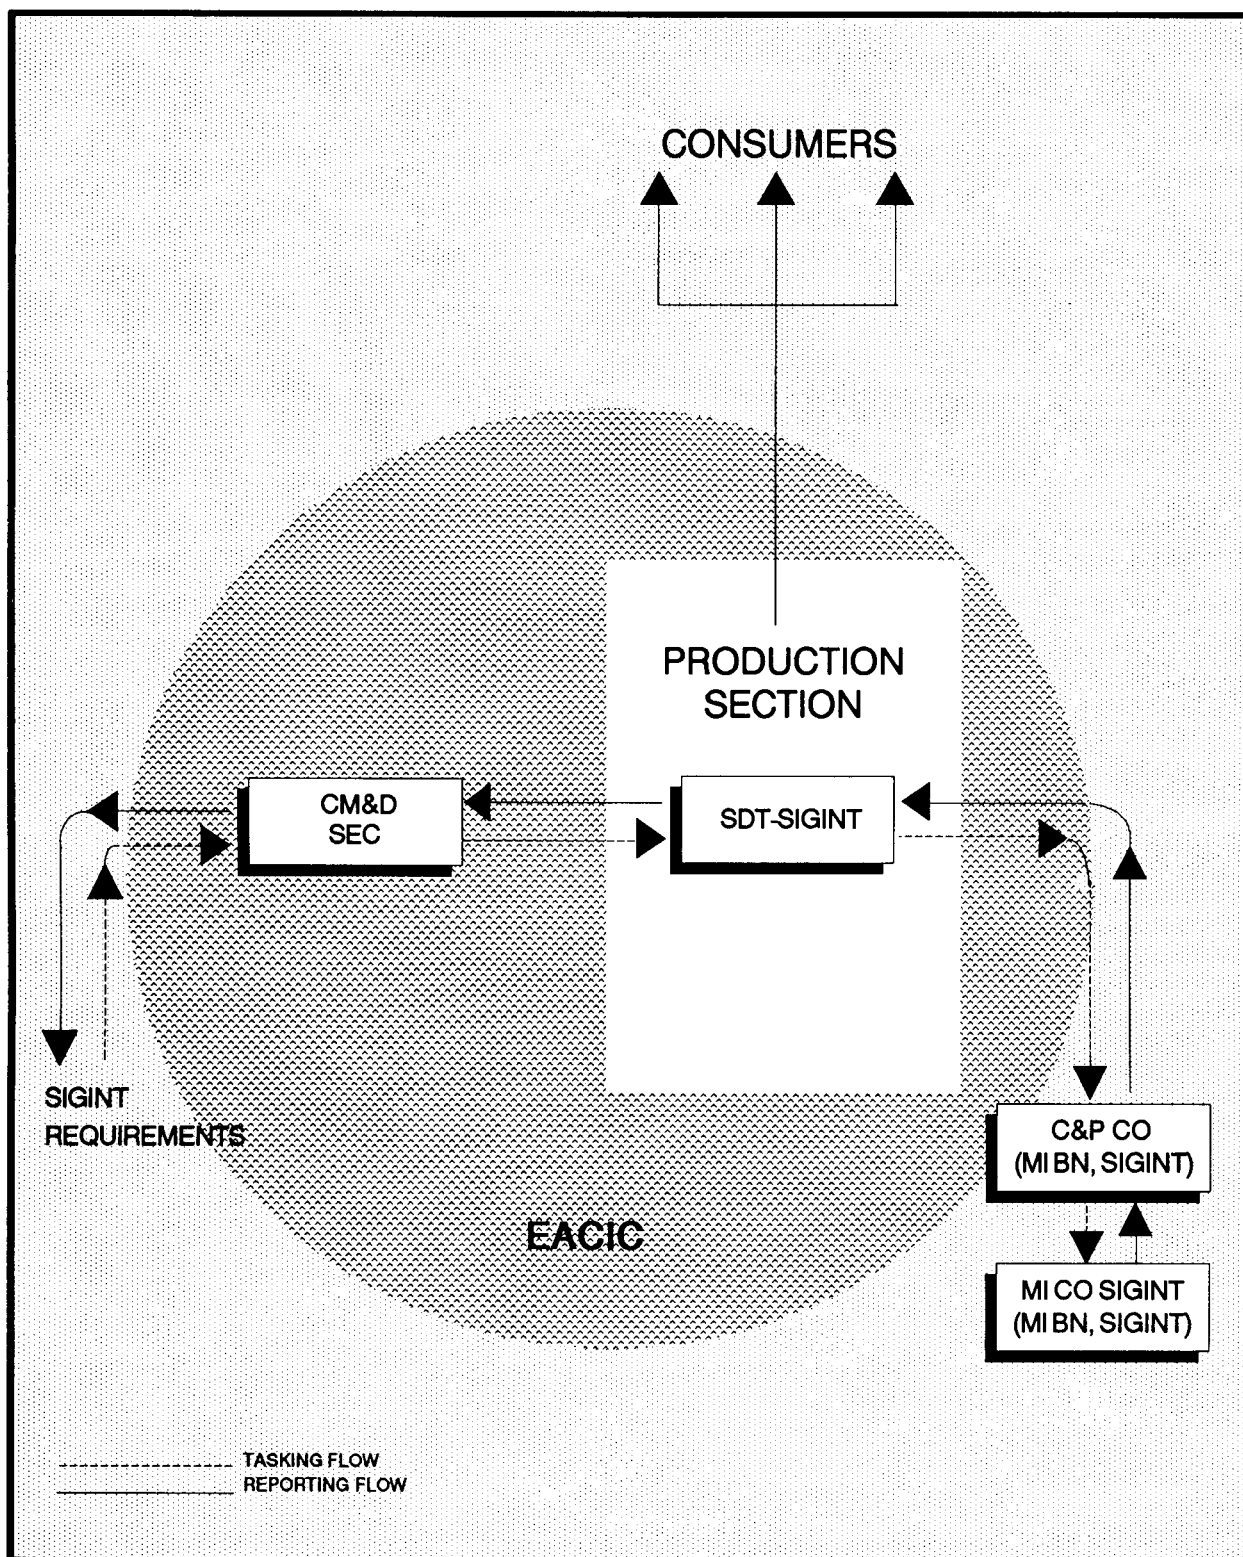 CONSUMERS
PRODUCTION
SECTION
CM&D
SEC
SDT-SIGINT
SIGINT
REQUIREMENTS
C&P CO
(MI BN, SIGINT)
EACIC
MI CO SIGINT
(MI BN, SIGINT)
TASKING FLOW
REPORTING FLOW